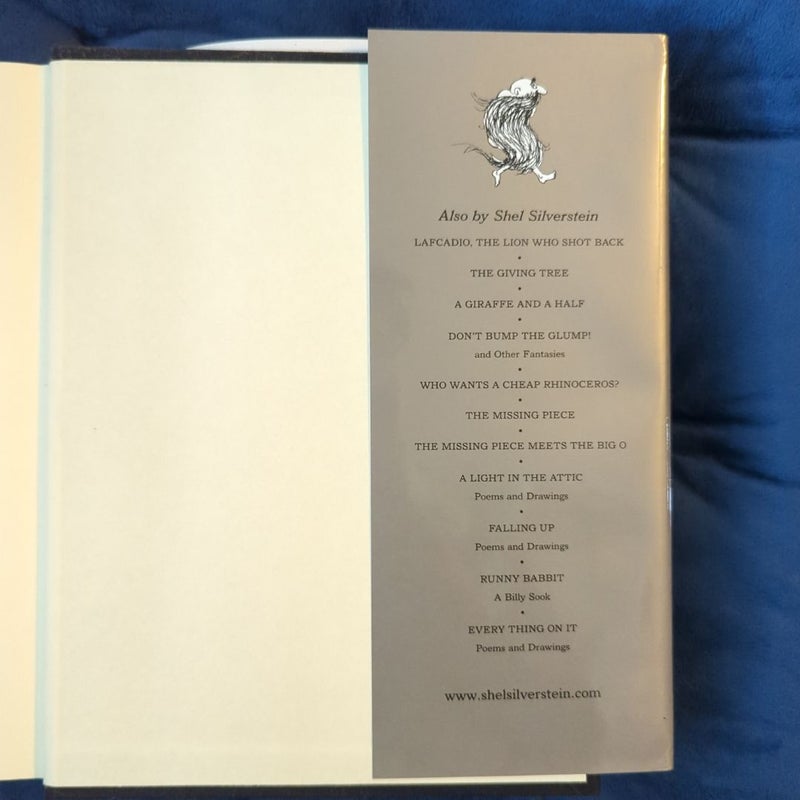 Also by Shel Silverstein
LAFCADIO, THE LION WHO SHOT BACK
•
THE GIVING TREE
•
A GIRAFFE AND A HALF
•
DON'T BUMP THE GLUMP!
and Other Fantasies
•
WHO WANTS A CHEAP RHINOCEROS?
•
THE MISSING PIECE
•
THE MISSING PIECE MEETS THE BIG O
•
A LIGHT IN THE ATTIC
Poems and Drawings
•
FALLING UP
Poems and Drawings
•
RUNNY BABBIT
A Billy Sook
•
EVERY THING ON IT
Poems and Drawings
www.shelsilverstein.com